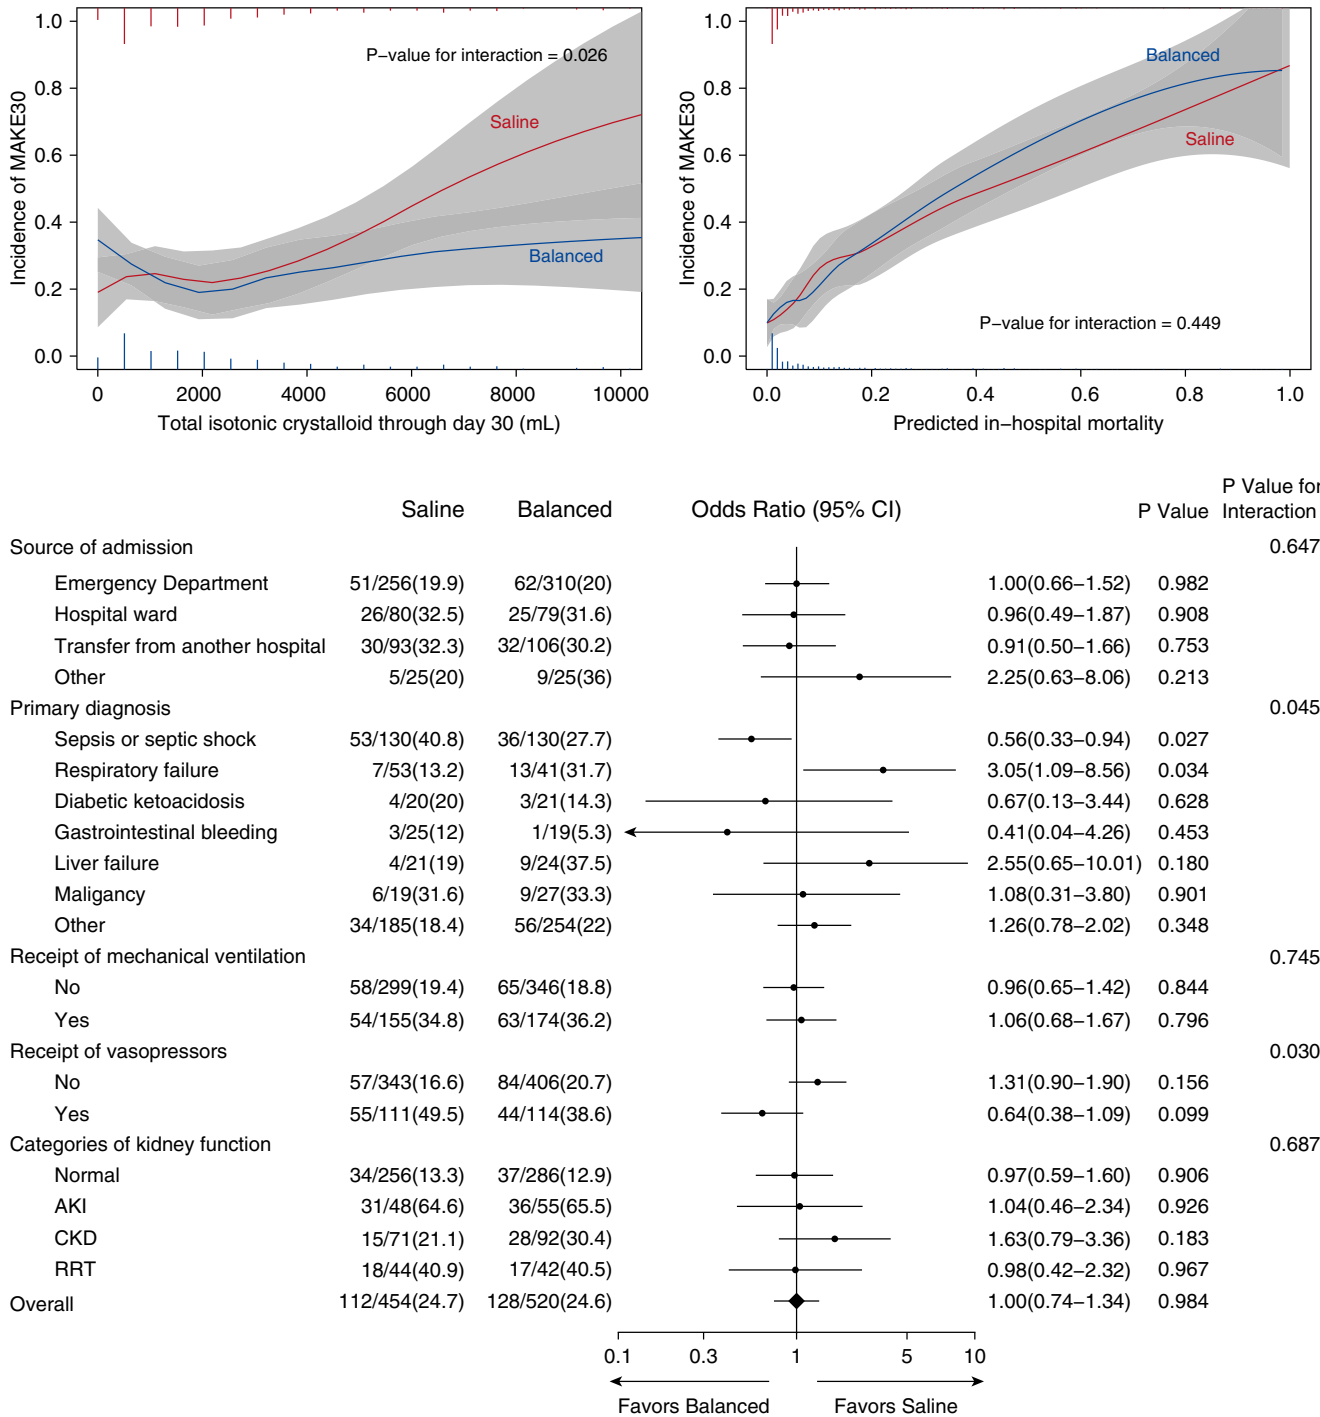 1.0
0.8
0.6
0.4
0.2
0.0
Incidence of MAKE30
P−value for interaction = 0.026
Saline
Balanced
0 2000 4000 6000 8000 10000
Total isotonic crystalloid through day 30 (mL)
1.0
0.8
0.6
0.4
0.2
0.0
Incidence of MAKE30
Balanced
Saline
P−value for interaction = 0.449
0.0 0.2 0.4 0.6 0.8 1.0
Predicted in−hospital mortality
Saline Balanced Odds Ratio (95% CI) P Value P Value for Interaction
Source of admission 0.647
Emergency Department 51/256(19.9) 62/310(20) 1.00(0.66−1.52) 0.982
Hospital ward 26/80(32.5) 25/79(31.6) 0.96(0.49−1.87) 0.908
Transfer from another hospital 30/93(32.3) 32/106(30.2) 0.91(0.50−1.66) 0.753
Other 5/25(20) 9/25(36) 2.25(0.63−8.06) 0.213
Primary diagnosis 0.045
Sepsis or septic shock 53/130(40.8) 36/130(27.7) 0.56(0.33−0.94) 0.027
Respiratory failure 7/53(13.2) 13/41(31.7) 3.05(1.09−8.56) 0.034
Diabetic ketoacidosis 4/20(20) 3/21(14.3) 0.67(0.13−3.44) 0.628
Gastrointestinal bleeding 3/25(12) 1/19(5.3) 0.41(0.04−4.26) 0.453
Liver failure 4/21(19) 9/24(37.5) 2.55(0.65−10.01) 0.180
Maligancy 6/19(31.6) 9/27(33.3) 1.08(0.31−3.80) 0.901
Other 34/185(18.4) 56/254(22) 1.26(0.78−2.02) 0.348
Receipt of mechanical ventilation 0.745
No 58/299(19.4) 65/346(18.8) 0.96(0.65−1.42) 0.844
Yes 54/155(34.8) 63/174(36.2) 1.06(0.68−1.67) 0.796
Receipt of vasopressors 0.030
No 57/343(16.6) 84/406(20.7) 1.31(0.90−1.90) 0.156
Yes 55/111(49.5) 44/114(38.6) 0.64(0.38−1.09) 0.099
Categories of kidney function 0.687
Normal 34/256(13.3) 37/286(12.9) 0.97(0.59−1.60) 0.906
AKI 31/48(64.6) 36/55(65.5) 1.04(0.46−2.34) 0.926
CKD 15/71(21.1) 28/92(30.4) 1.63(0.79−3.36) 0.183
RRT 18/44(40.9) 17/42(40.5) 0.98(0.42−2.32) 0.967
Overall 112/454(24.7) 128/520(24.6) 1.00(0.74−1.34) 0.984
0.1 0.3 1 5 10
Favors Balanced Favors Saline